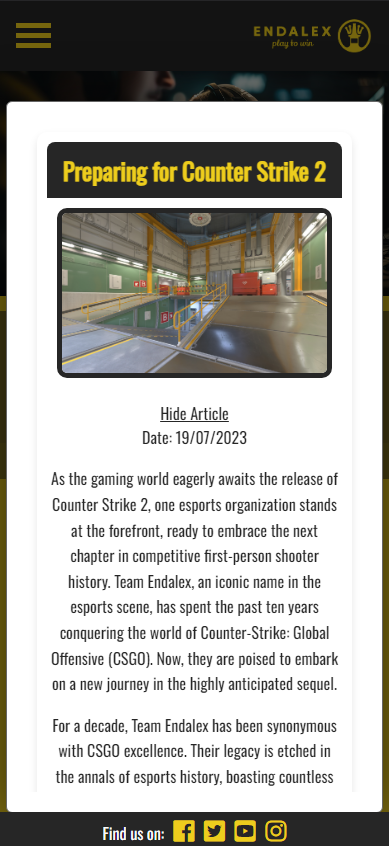 ENDALEX
play to win
Preparing for Counter Strike 2
Hide Article
Date: 19/07/2023
As the gaming world eagerly awaits the release of
Counter Strike 2, one esports organization stands
at the forefront, ready to embrace the next
chapter in competitive first-person shooter
history. Team Endalex, an iconic name in the
esports scene, has spent the past ten years
conquering the world of Counter-Strike: Global
Offensive (CSGO). Now, they are poised to embark
on a new journey in the highly anticipated sequel.
For a decade, Team Endalex has been synonymous
with CSGO excellence. Their legacy is etched in
the annals of esports history, boasting countless
Find us on: